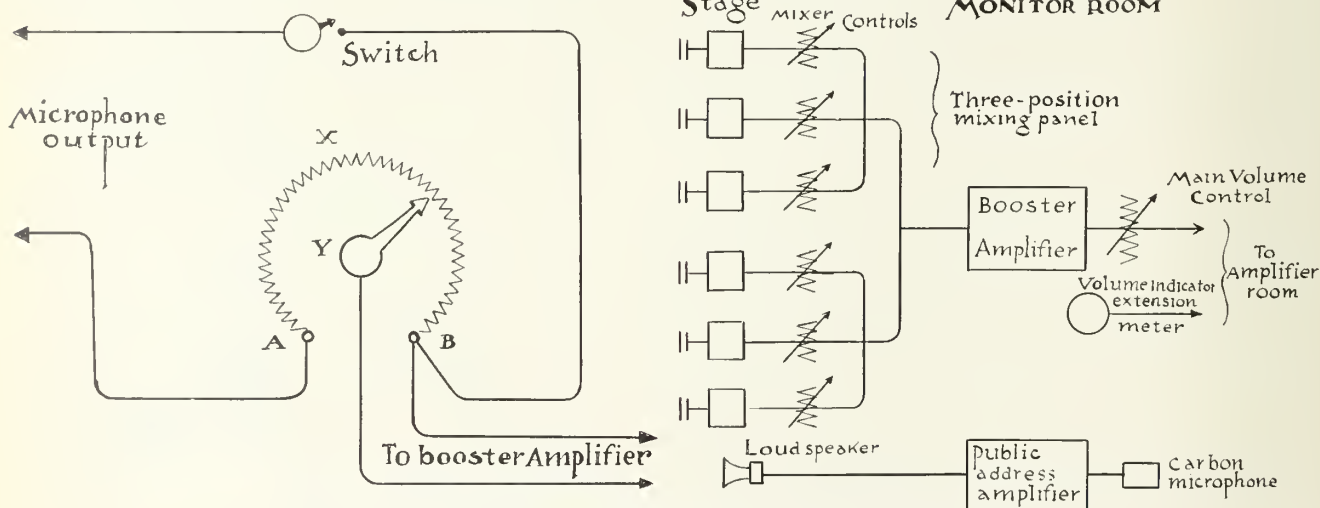 Switch
Microphone
output
X
Y
A
B
To booster Amplifier
Stage
Mixer
Controls
MONITOR ROOM
Three-position
mixing panel
Booster
Amplifier
Main Volume
Control
To
Amplifier
room
Volume Indicator
extension
meter
Loud speaker
Public
address
amplifier
Carbon
microphone